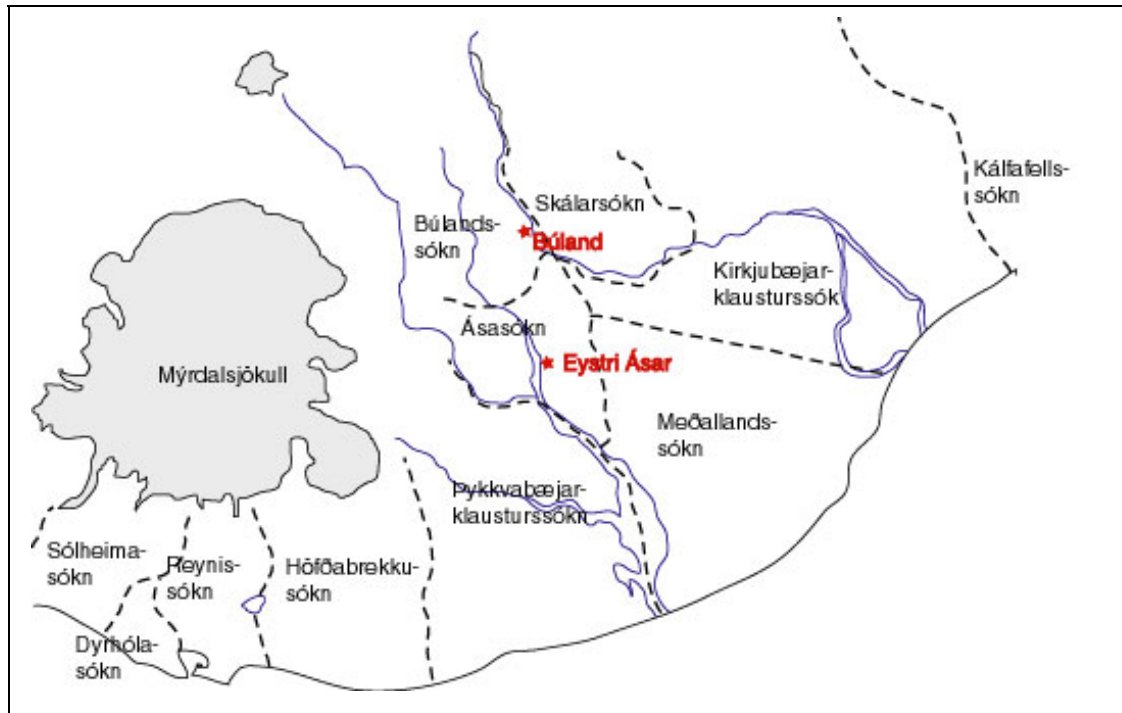 Kálfafells-
sókn
Skálarsókn
Búlands-
sókn
Búland
Kirkjubæjar-
klausturssók
Ásasókn
Eystri Ásar
Mýrdalsjökull
Meðallands-
sókn
Þykkvabæjar-
klausturssókn
Sólheima-
sókn
Reynis-
sókn
Höfðabrekku-
sókn
Dyrhóla-
sókn